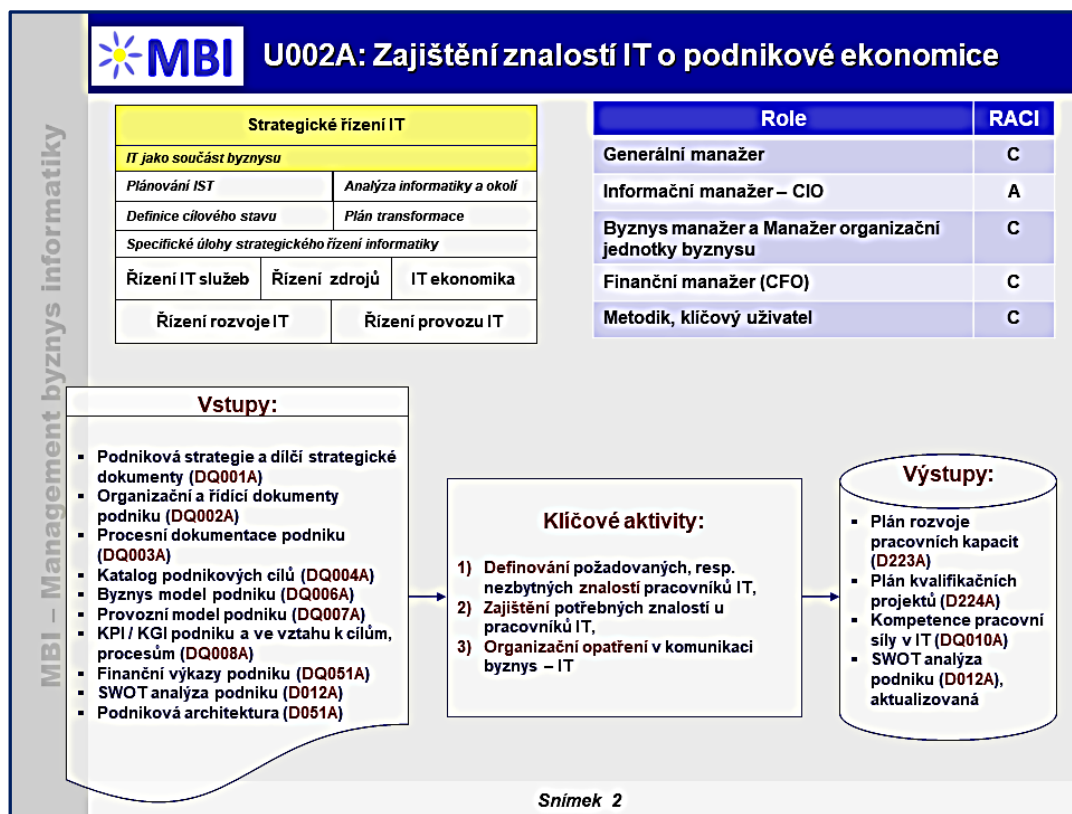 MBI – Management byznys informatiky
MBI
U002A: Zajištění znalostí IT o podnikové ekonomice
Strategické řízení IT
IT jako součást byznysu
Plánování IST
Analýza informatiky a okolí
Definice cílového stavu
Plán transformace
Specifické úlohy strategického řízení informatiky
Řízení IT služeb
Řízení zdrojů
IT ekonomika
Řízení rozvoje IT
Řízení provozu IT
Role RACI
Generální manažer C
Informační manažer – CIO A
Byznys manažer a Manažer organizační C
jednotky byznysu
Finanční manažer (CFO) C
Metodik, klíčový uživatel C
Vstupy:
▪ Podniková strategie a dílčí strategické
dokumenty (DQ001A)
▪ Organizační a řídící dokumenty
podniku (DQ002A)
▪ Procesní dokumentace podniku
(DQ003A)
▪ Katalog podnikových cílů (DQ004A)
▪ Byznys model podniku (DQ006A)
▪ Provozní model podniku (DQ007A)
▪ KPI / KGI podniku a ve vztahu k cílům,
procesům (DQ008A)
▪ Finanční výkazy podniku (DQ051A)
▪ SWOT analýza podniku (D012A)
▪ Podniková architektura (D051A)
Klíčové aktivity:
1) Definování požadovaných, resp.
nezbytných znalostí pracovníků IT,
2) Zajištění potřebných znalostí u
pracovníků IT,
3) Organizační opatření v komunikaci
byznys – IT
Výstupy:
▪ Plán rozvoje
pracovních kapacit
(D223A)
▪ Plán kvalifikačních
projektů (D224A)
▪ Kompetence pracovní
síly v IT (DQ010A)
▪ SWOT analýza
podniku (D012A),
aktualizovaná
Snímek 2